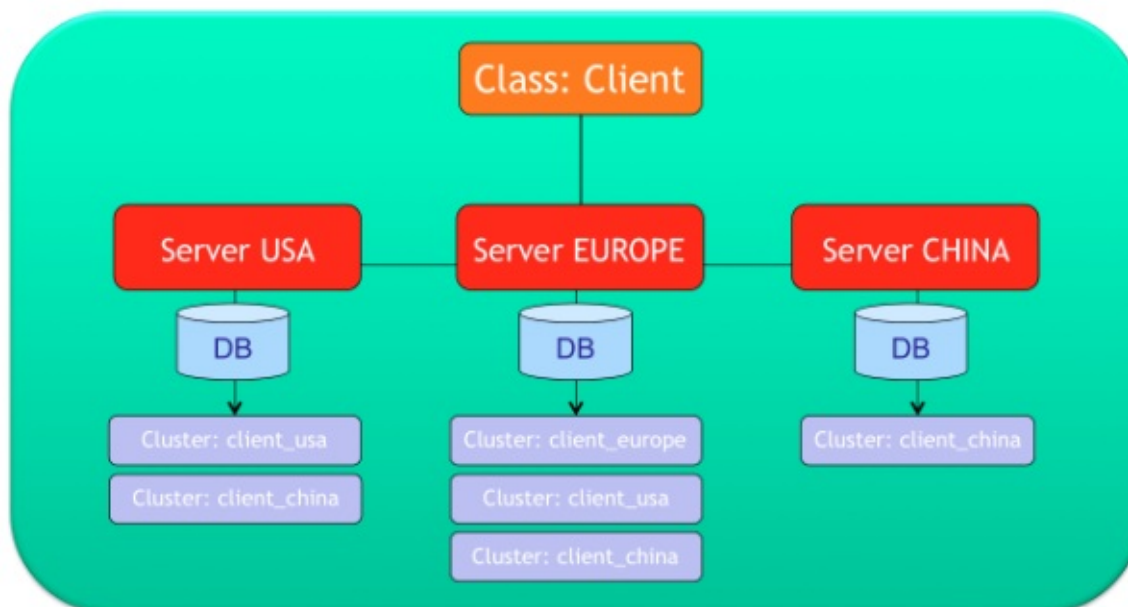 Class: Client
Server USA
Server EUROPE
Server CHINA
DB
DB
DB
Cluster: client_usa
Cluster: client_europe
Cluster: client_china
Cluster: client_china
Cluster: client_usa
Cluster: client_china